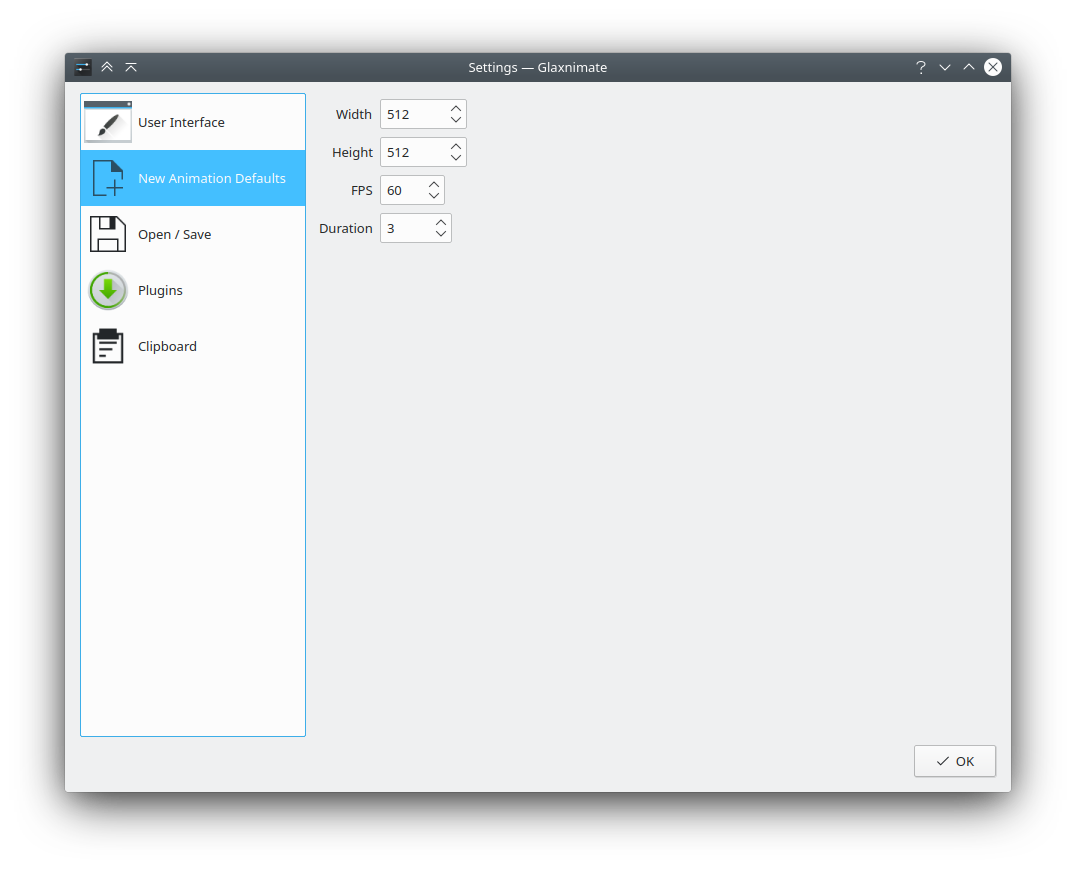 Settings — Glaxnimate
User Interface
New Animation Defaults
Open / Save
Plugins
Clipboard
Width 512
Height 512
FPS 60
Duration 3
OK